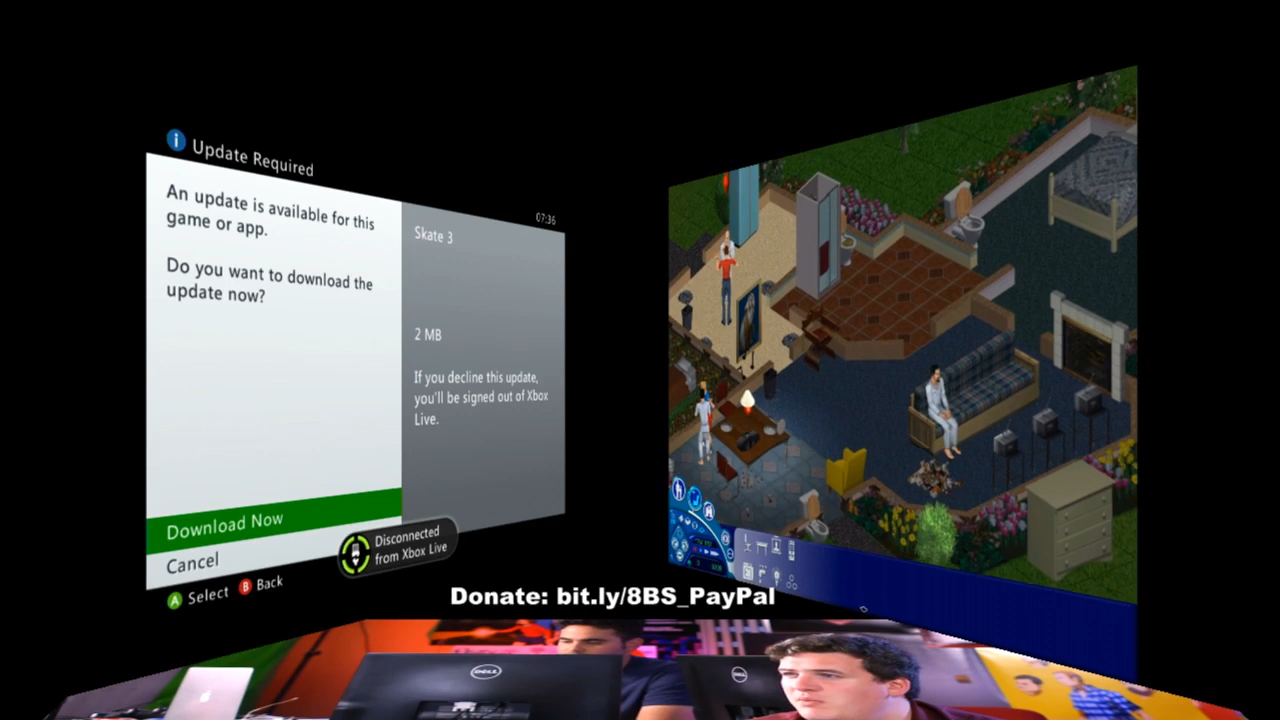 Update Required
An update is available for this
game or app.
Do you want to download the
update now?
Download Now
Cancel
A Select B Back
07:36
Skate 3
2 MB
If you decline this update,
you'll be signed out of Xbox
Live.
Disconnected
from Xbox Live
Donate: bit.ly/8BS_PayPal
DELL
DELL